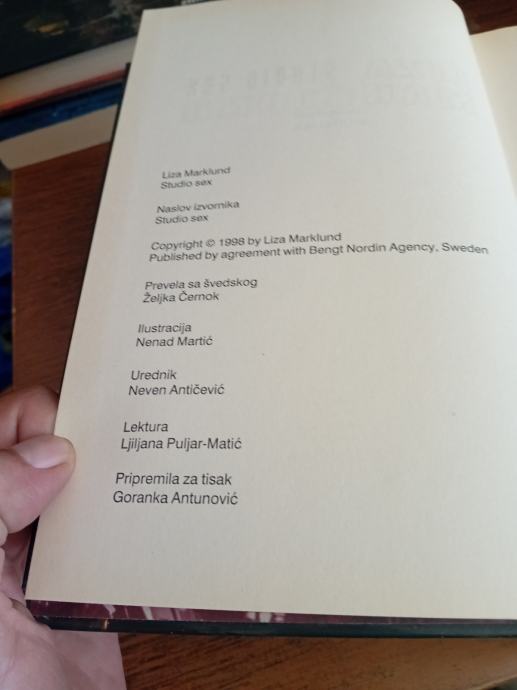 Liza Marklund
Studio sex
Naslov izvornika
Studio sex
Copyright © 1998 by Liza Marklund
Published by agreement with Bengt Nordin Agency, Sweden
Prevela sa švedskog
Željka Černok
Ilustracija
Nenad Martić
Urednik
Neven Antičević
Lektura
Ljiljana Puljar-Matić
Pripremila za tisak
Goranka Antunović